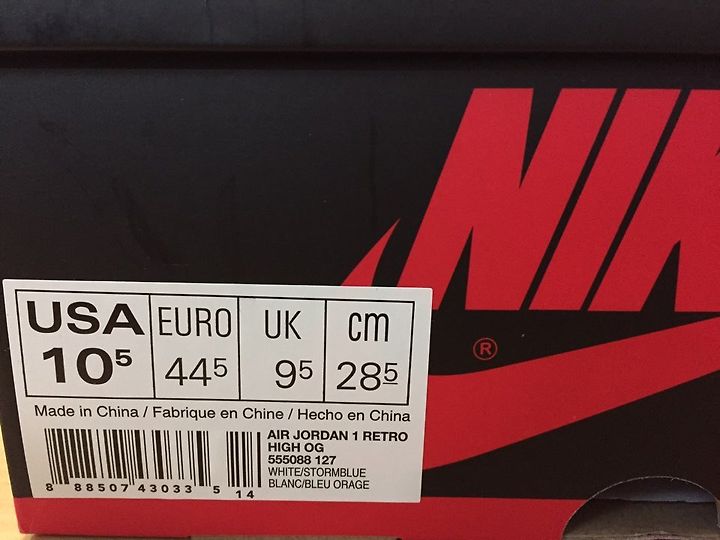 NIK
®
USA EURO UK cm
10⁵ 44⁵ 9⁵ 28⁵
Made in China / Fabrique en Chine / Hecho en China
AIR JORDAN 1 RETRO
HIGH OG
555088 127
WHITE/STORMBLUE
BLANC/BLEU ORAGE
8 88507 43033 5 14